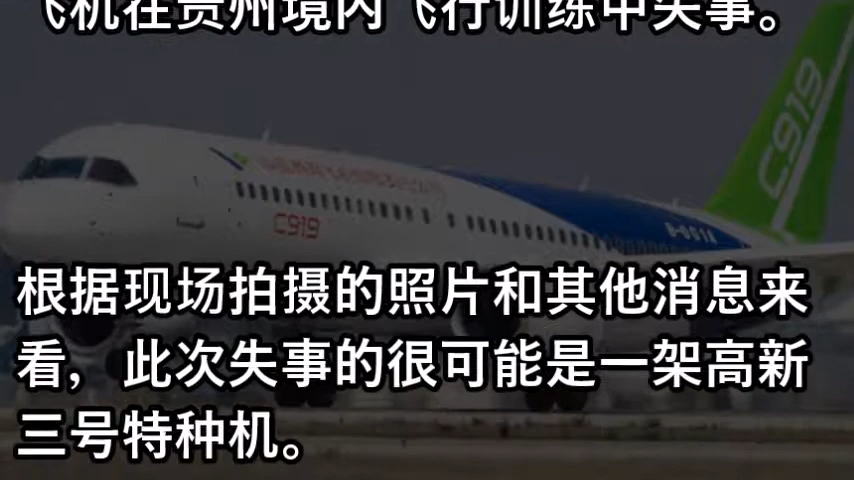 飞机在贵州境内飞行训练中失事。
C919
C919
B-001A
根据现场拍摄的照片和其他消息来
看，此次失事的很可能是一架高新
三号特种机。